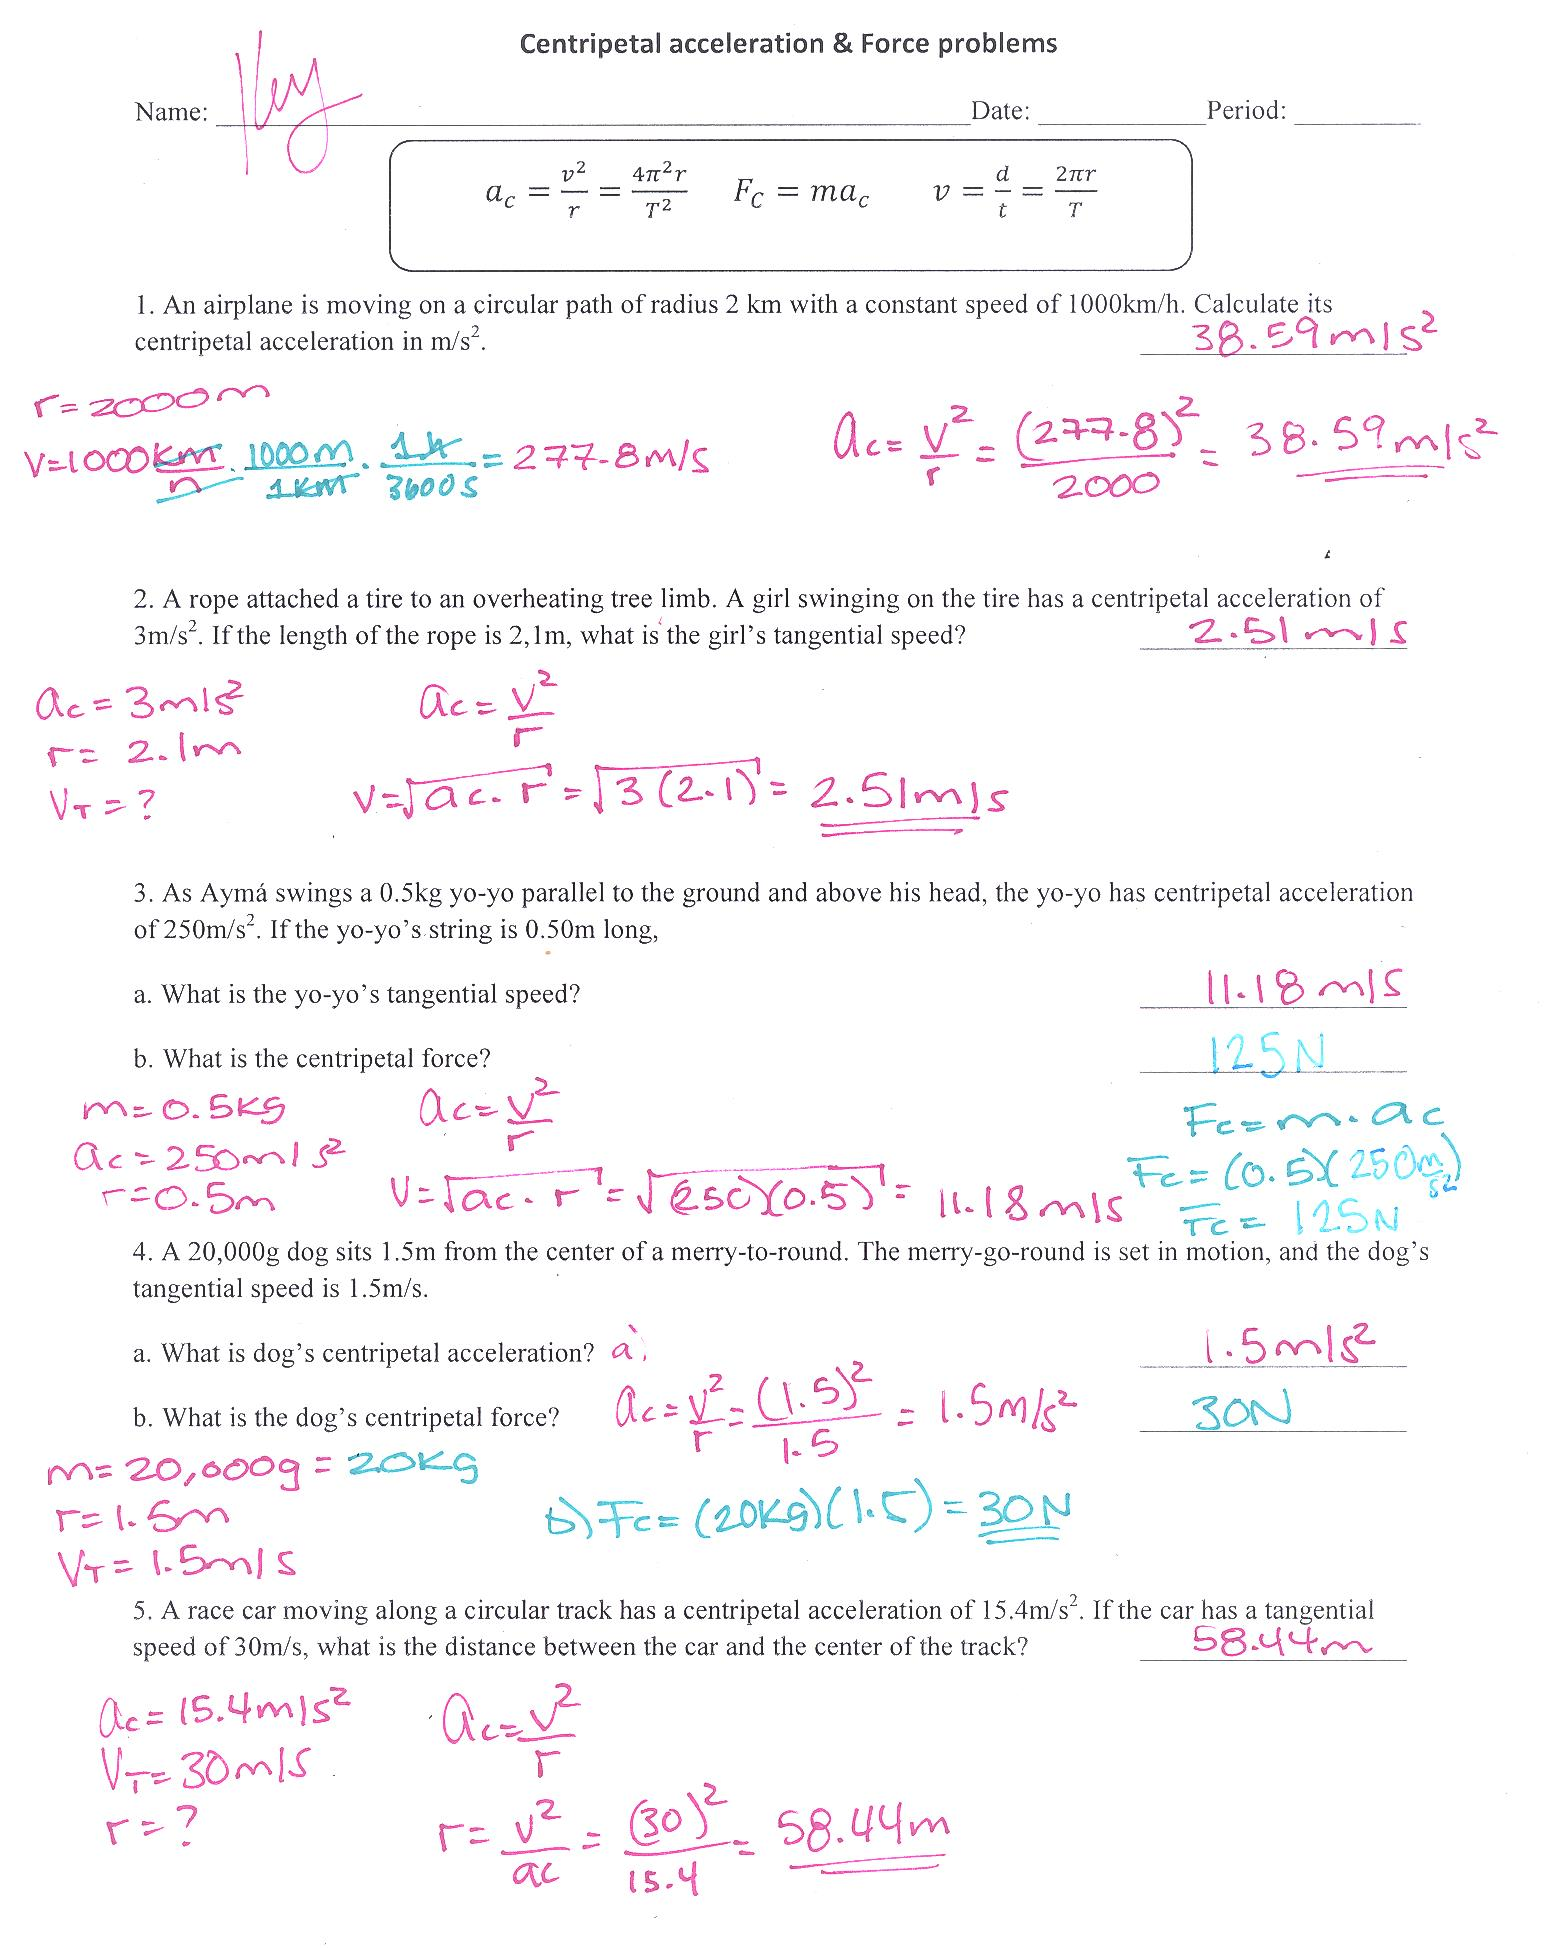 Centripetal acceleration & Force problems
Name: Key Date: Period:
a_c = v²/r = 4π²r/T² F_C = ma_c v = d/t = 2πr/T
1. An airplane is moving on a circular path of radius 2 km with a constant speed of 1000km/h. Calculate its
centripetal acceleration in m/s². 38.59 m/s²
r=2000m
v=1000 km/h · 1000m/1km · 1h/3600s = 277.8m/s
ac = v²/r = (277.8)²/2000 = 38.59 m/s²
2. A rope attached a tire to an overheating tree limb. A girl swinging on the tire has a centripetal acceleration of
3m/s². If the length of the rope is 2,1m, what is the girl's tangential speed? 2.51 m/s
ac = 3m/s²
r= 2.1m
VT = ?
ac = v²/r
v=√ac·r = √3(2.1) = 2.51m/s
3. As Aymá swings a 0.5kg yo-yo parallel to the ground and above his head, the yo-yo has centripetal acceleration
of 250m/s². If the yo-yo's string is 0.50m long,
a. What is the yo-yo's tangential speed? 11.18 m/s
b. What is the centripetal force? 125N
m=0.5kg
ac=250m/s²
r=0.5m
ac=v²/r
v=√ac·r = √(250)(0.5) = 11.18 m/s
Fc=m·ac
Fc=(0.5)(250m/s²)
Fc= 125N
4. A 20,000g dog sits 1.5m from the center of a merry-to-round. The merry-go-round is set in motion, and the dog's
tangential speed is 1.5m/s.
a. What is dog's centripetal acceleration? a) 1.5m/s²
ac=v²/r=(1.5)²/1.5 = 1.5m/s²
b. What is the dog's centripetal force? 30N
m=20,000g = 20kg
r=1.5m
VT=1.5m/s
b) Fc=(20kg)(1.5)=30N
5. A race car moving along a circular track has a centripetal acceleration of 15.4m/s². If the car has a tangential
speed of 30m/s, what is the distance between the car and the center of the track? 58.44m
ac=15.4m/s²
VT=30m/s
r=?
ac=v²/r
r=v²/ac=(30)²/15.4=58.44m